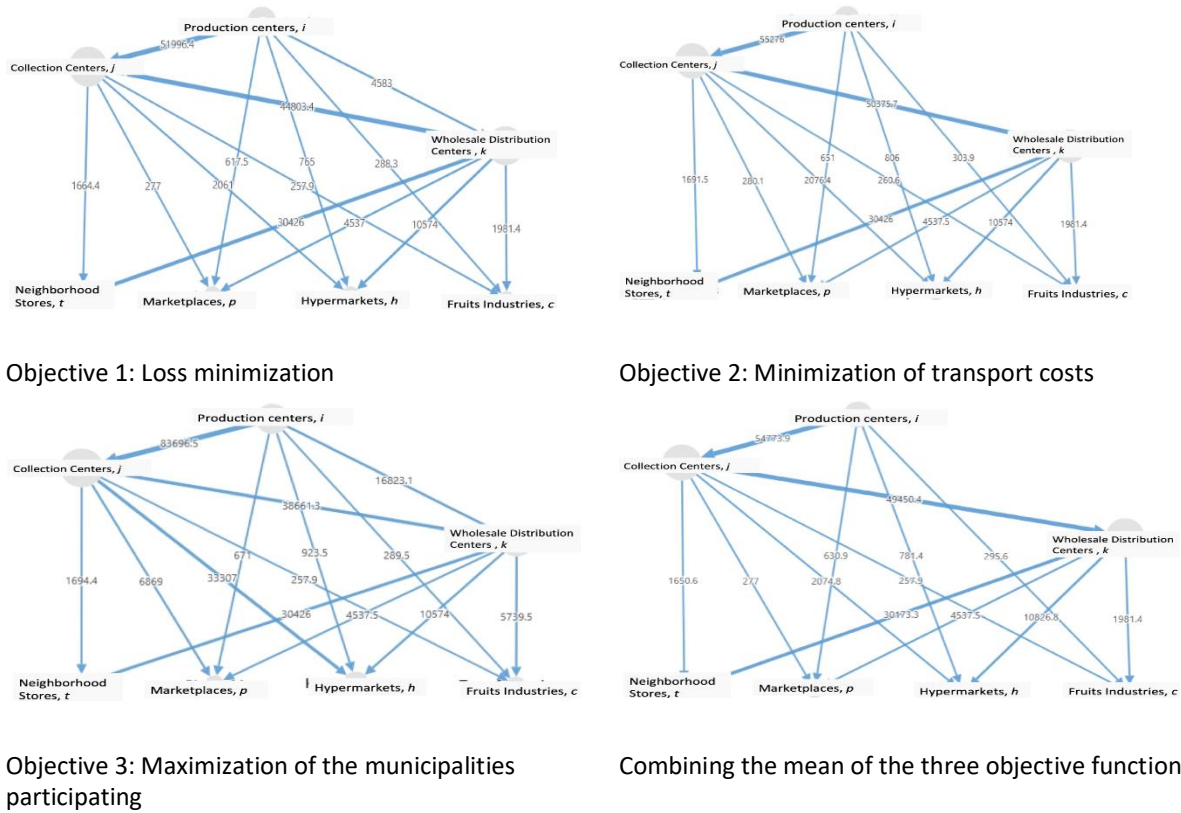 Production centers, i
51996.4
Collection Centers, j
4583
44803.4
Wholesale Distribution
Centers , k
617.5
765
288.3
1664.4
277
2061
257.9
30426
4537
10574
1981.4
Neighborhood
Stores, t
Marketplaces, p
Hypermarkets, h
Fruits Industries, c
Objective 1: Loss minimization
Production centers, i
55276
Collection Centers, j
50375.7
Wholesale Distribution
Centers , k
651
806
303.9
1691.5
280.1
2076.4
260.6
30426
4537.5
10574
1981.4
Neighborhood
Stores, t
Marketplaces, p
Hypermarkets, h
Fruits Industries, c
Objective 2: Minimization of transport costs
Production centers, i
83696.5
Collection Centers, j
16823.1
38661.3
Wholesale Distribution
Centers , k
671
923.5
289.5
1694.4
6869
33307
257.9
30426
4537.5
10574
5739.5
Neighborhood
Stores, t
Marketplaces, p
Hypermarkets, h
Fruits Industries, c
Objective 3: Maximization of the municipalities
participating
Production centers, i
54773.9
Collection Centers, j
49450.4
Wholesale Distribution
Centers , k
630.9
781.4
295.6
1650.6
277
2074.8
257.9
30173.3
4537.5
10826.8
1981.4
Neighborhood
Stores, t
Marketplaces, p
Hypermarkets, h
Fruits Industries, c
Combining the mean of the three objective function